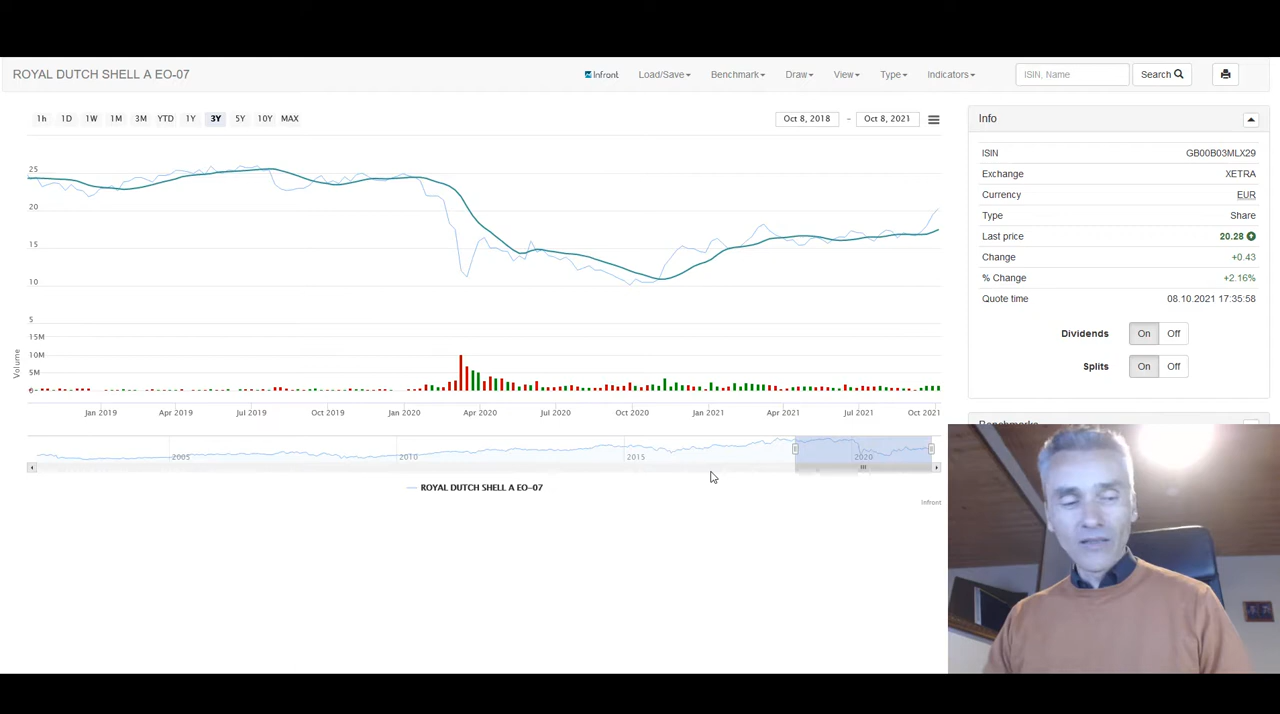 ROYAL DUTCH SHELL A EO-07
Infront Load/Save Benchmark Draw View Type Indicators ISIN, Name Search
1h 1D 1W 1M 3M YTD 1Y 3Y 5Y 10Y MAX
Oct 8, 2018 – Oct 8, 2021
25
20
15
10
5
Volume
15M
10M
5M
0
Jan 2019 Apr 2019 Jul 2019 Oct 2019 Jan 2020 Apr 2020 Jul 2020 Oct 2020 Jan 2021 Apr 2021 Jul 2021 Oct 2021
2005 2010 2015 2020
ROYAL DUTCH SHELL A EO-07
Infront
Info
ISIN GB00B03MLX29
Exchange XETRA
Currency EUR
Type Share
Last price 20.28
Change +0.43
% Change +2.16%
Quote time 08.10.2021 17:35:58
Dividends On Off
Splits On Off
Benchmarks